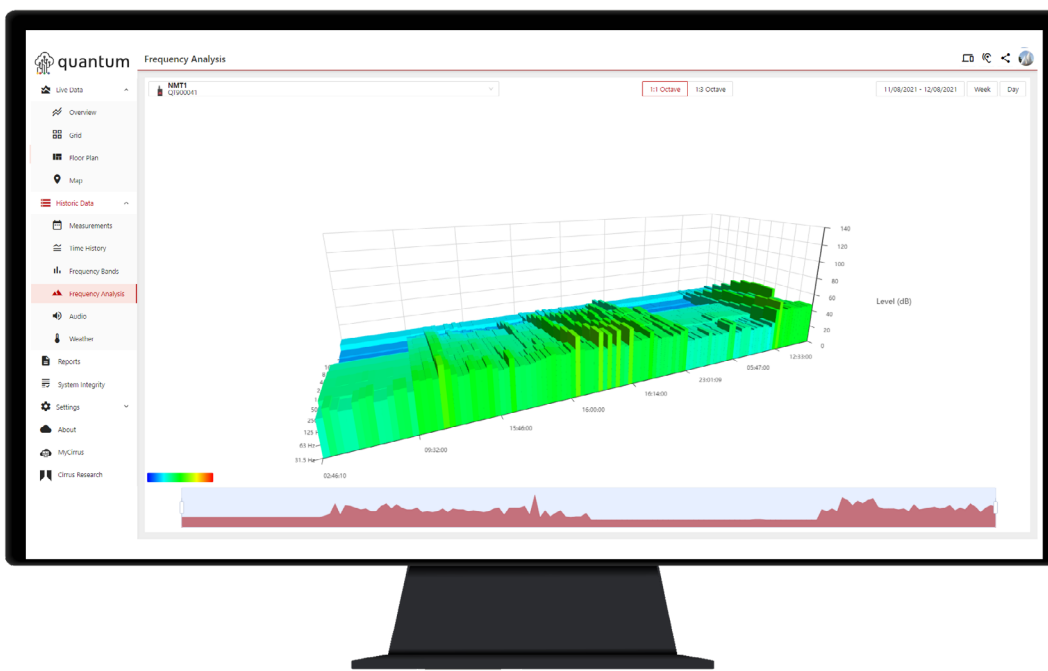 quantum
Frequency Analysis
Live Data
Overview
Grid
Floor Plan
Map
Historic Data
Measurements
Time History
Frequency Bands
Frequency Analysis
Audio
Weather
Reports
System Integrity
Settings
About
MyCirrus
Cirrus Research
NMT1
QT900041
1:1 Octave
1:3 Octave
11/08/2021 - 12/08/2021
Week
Day
140
120
100
80
60
40
20
0
Level (dB)
125
63 Hz
31.5 Hz
02:46:10
09:32:00
15:46:00
16:00:00
16:14:00
23:01:09
05:47:00
12:33:00